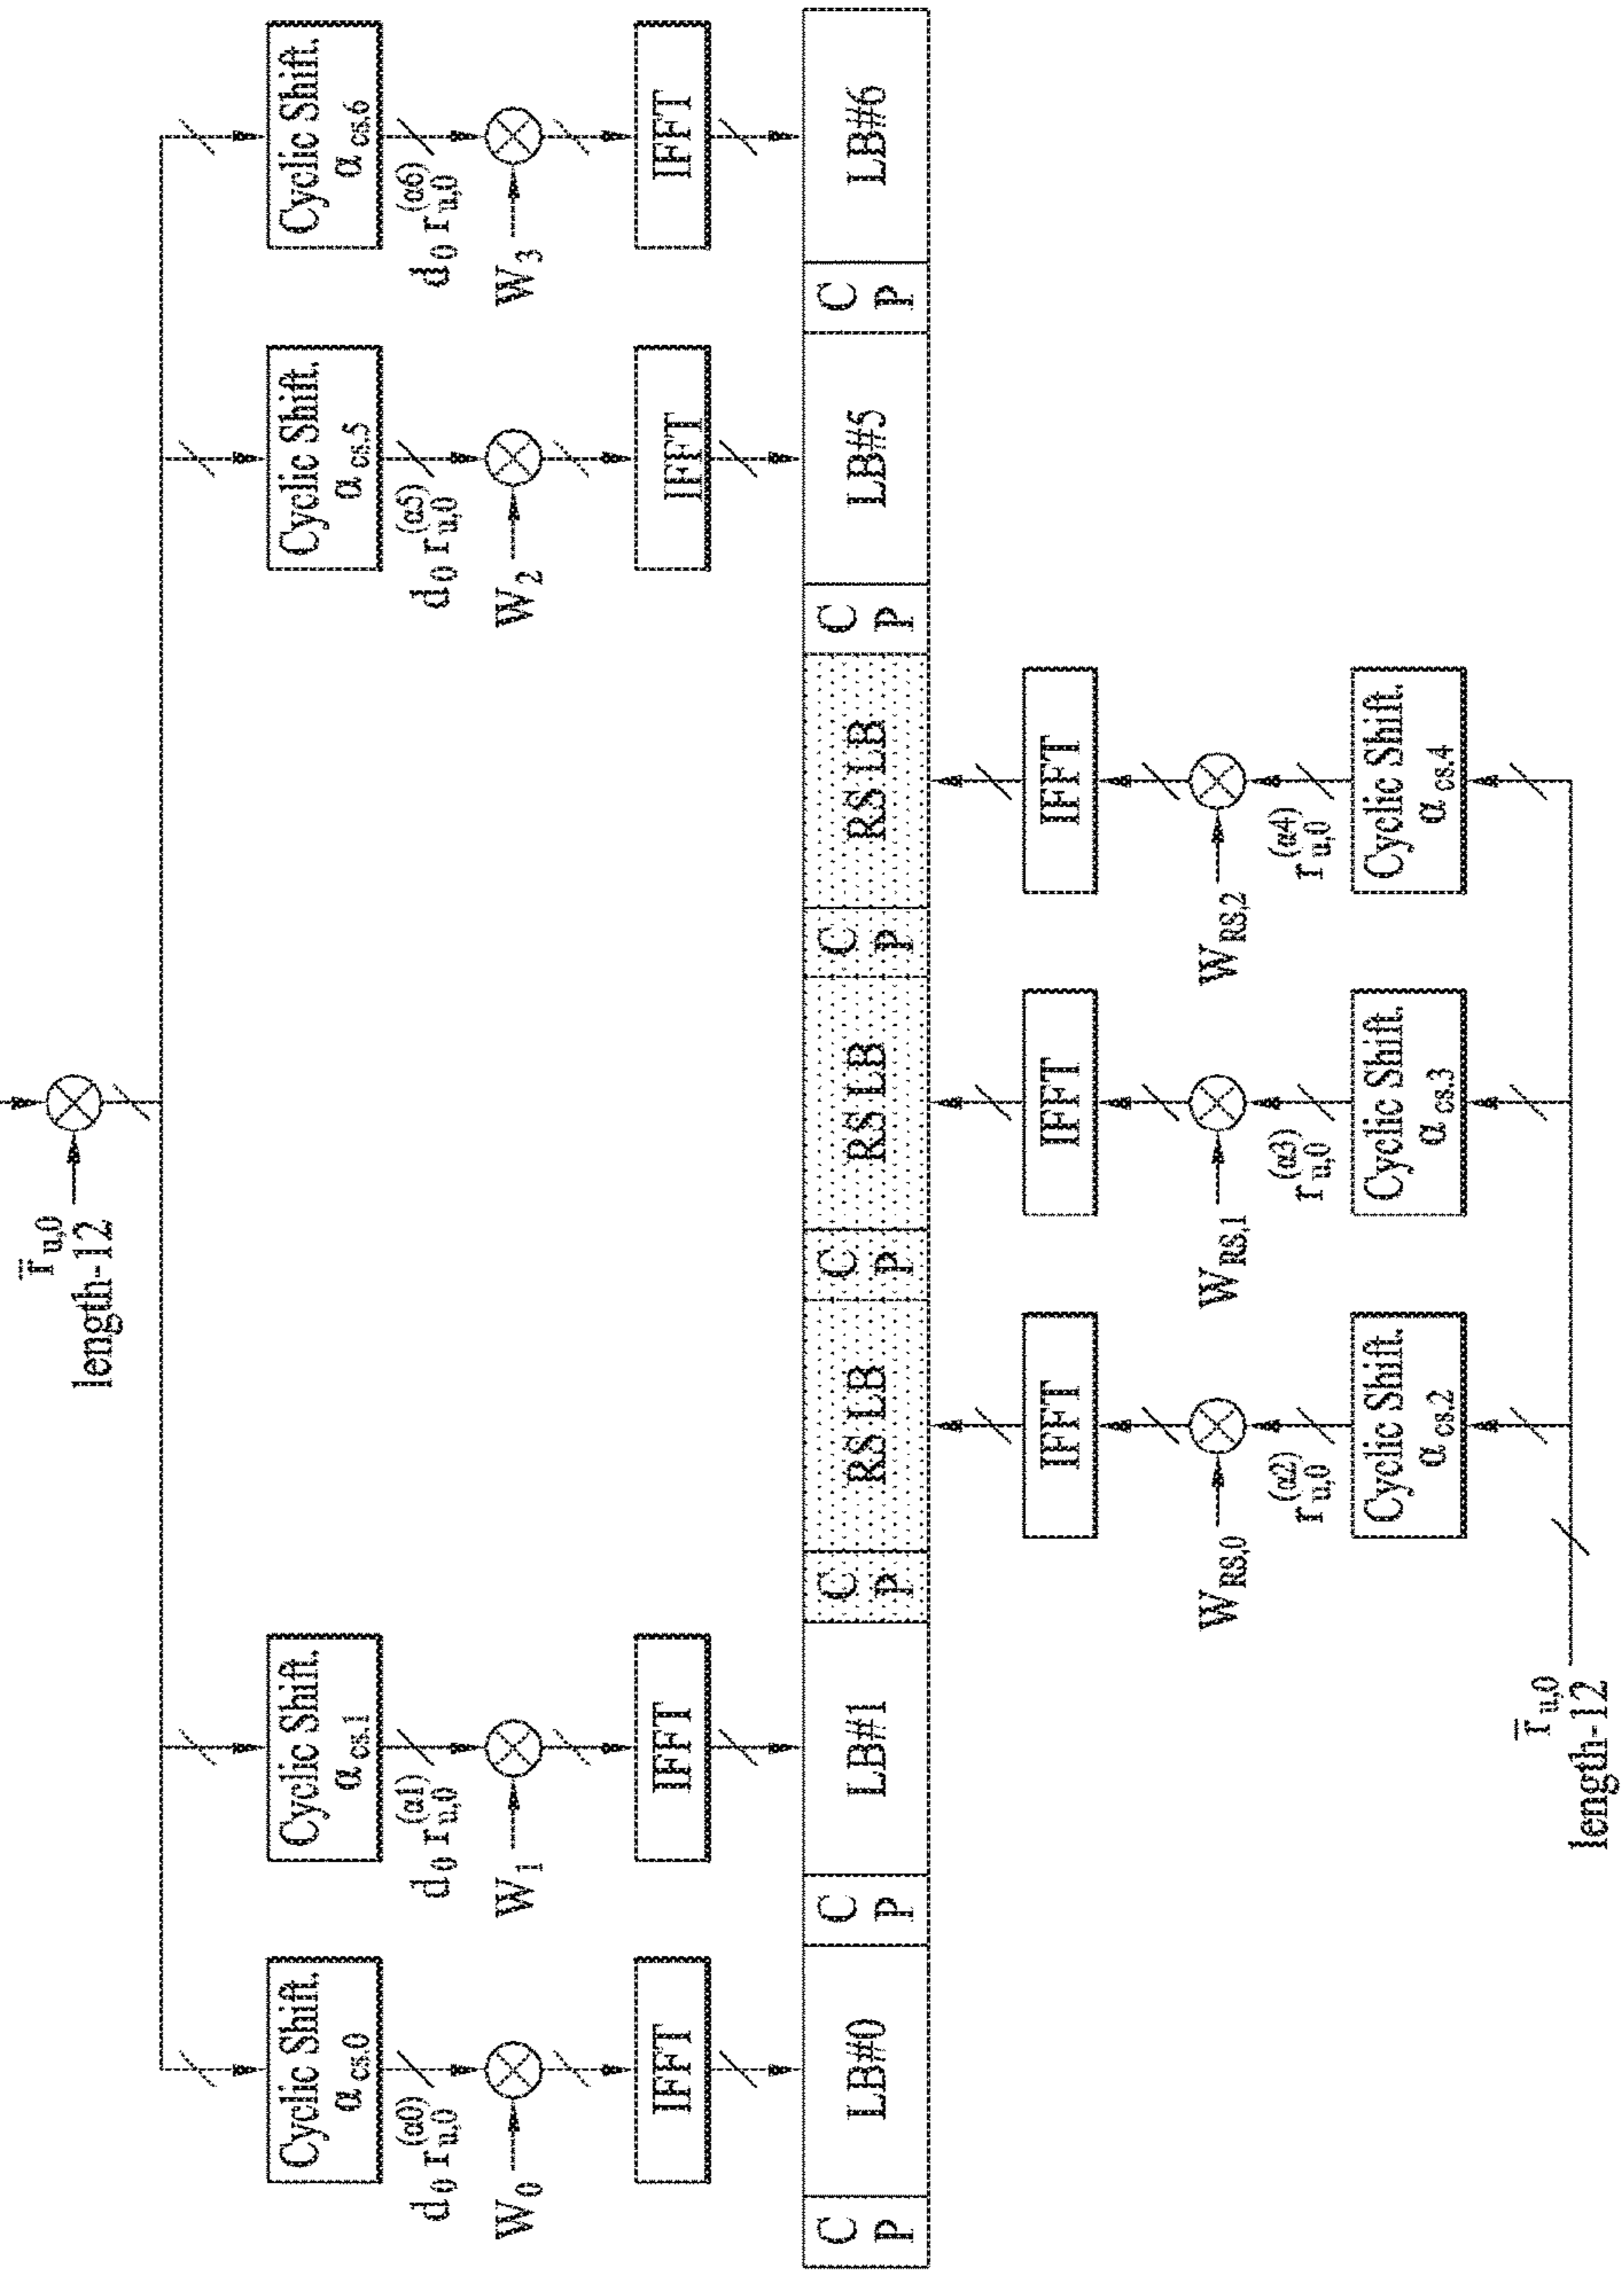 r̅u,0
length-12
Cyclic Shift.
αcs.0
Cyclic Shift.
αcs.1
Cyclic Shift.
αcs.5
Cyclic Shift.
αcs.6
d0 ru,0(α0)
d0 ru,0(α1)
d0 ru,0(α5)
d0 ru,0(α6)
W0
W1
W2
W3
IFFT
IFFT
IFFT
IFFT
CP
LB#0
CP
LB#1
CP
RS LB
CP
RS LB
CP
RS LB
CP
LB#5
CP
LB#6
IFFT
IFFT
IFFT
WRS,0
WRS,1
WRS,2
ru,0(α2)
ru,0(α3)
ru,0(α4)
Cyclic Shift.
αcs.2
Cyclic Shift.
αcs.3
Cyclic Shift.
αcs.4
r̅u,0
length-12